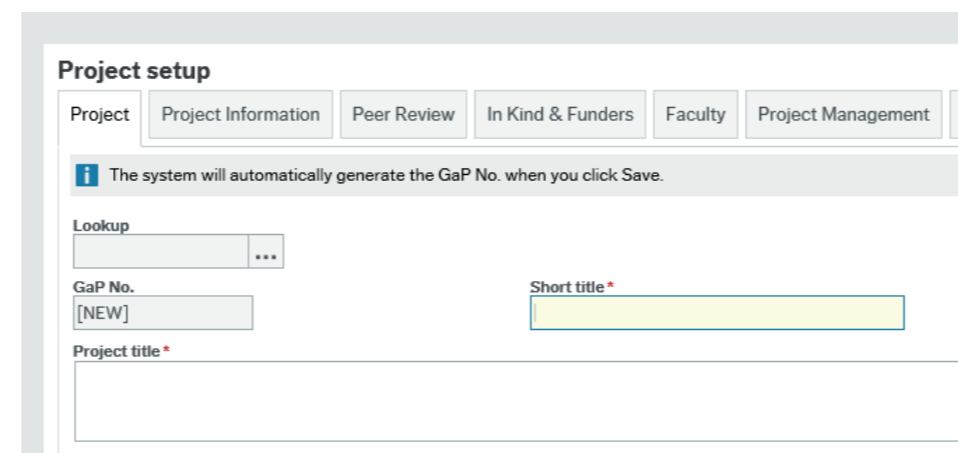 Project setup
Project Project Information Peer Review In Kind & Funders Faculty Project Management
i The system will automatically generate the GaP No. when you click Save.
Lookup
...
GaP No. Short title*
[NEW]
Project title*